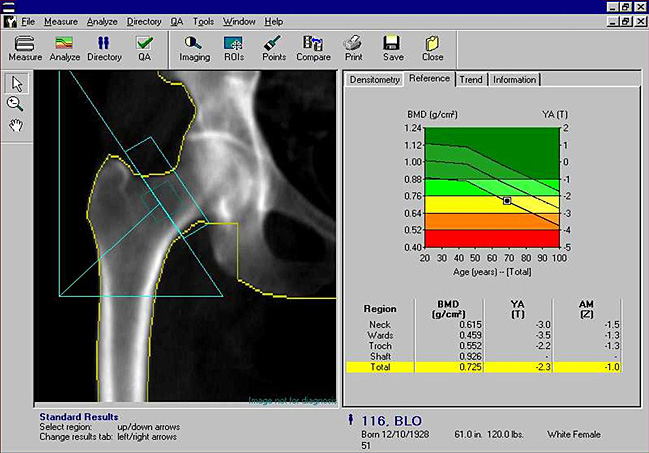 File Measure Analyze Directory QA Tools Window Help
Measure Analyze Directory QA Imaging ROIs Points Compare Print Save Close
Densitometry Reference Trend Information
BMD (g/cm²) YA (T)
1.24 2
1.12 1
1.00 0
0.88 -1
0.76 -2
0.64 -3
0.52 -4
0.40 -5
20 30 40 50 60 70 80 90 100
Age (years) -- [Total]
Region BMD (g/cm²) YA (T) AM (Z)
Neck 0.615 -3.0 -1.5
Wards 0.459 -3.5 -1.3
Troch 0.552 -2.2 -1.3
Shaft 0.926 - -
Total 0.725 -2.3 -1.0
Image not for diagnosis
Standard Results
Select region: up/down arrows
Change results tab: left/right arrows
116, BLO
Born 12/10/1928 61.0 in. 120.0 lbs. White Female
51